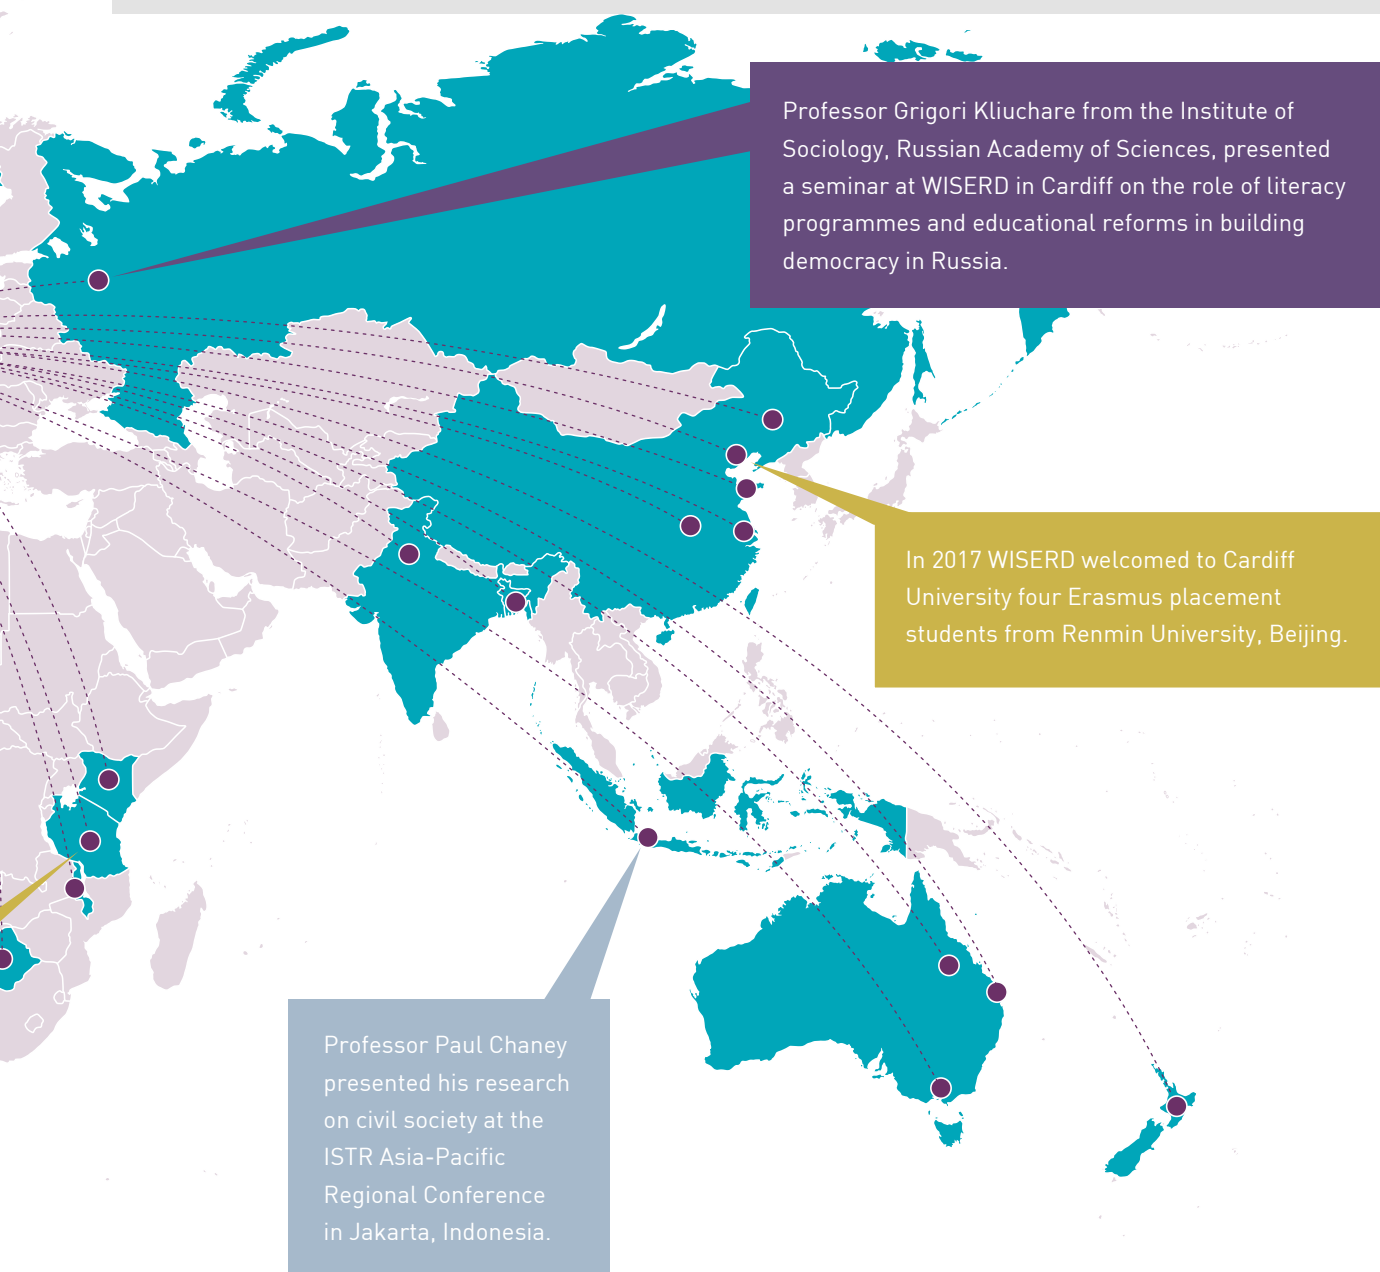 Professor Grigori Kliuchare from the Institute of
Sociology, Russian Academy of Sciences, presented
a seminar at WISERD in Cardiff on the role of literacy
programmes and educational reforms in building
democracy in Russia.
In 2017 WISERD welcomed to Cardiff
University four Erasmus placement
students from Renmin University, Beijing.
Professor Paul Chaney
presented his research
on civil society at the
ISTR Asia-Pacific
Regional Conference
in Jakarta, Indonesia.